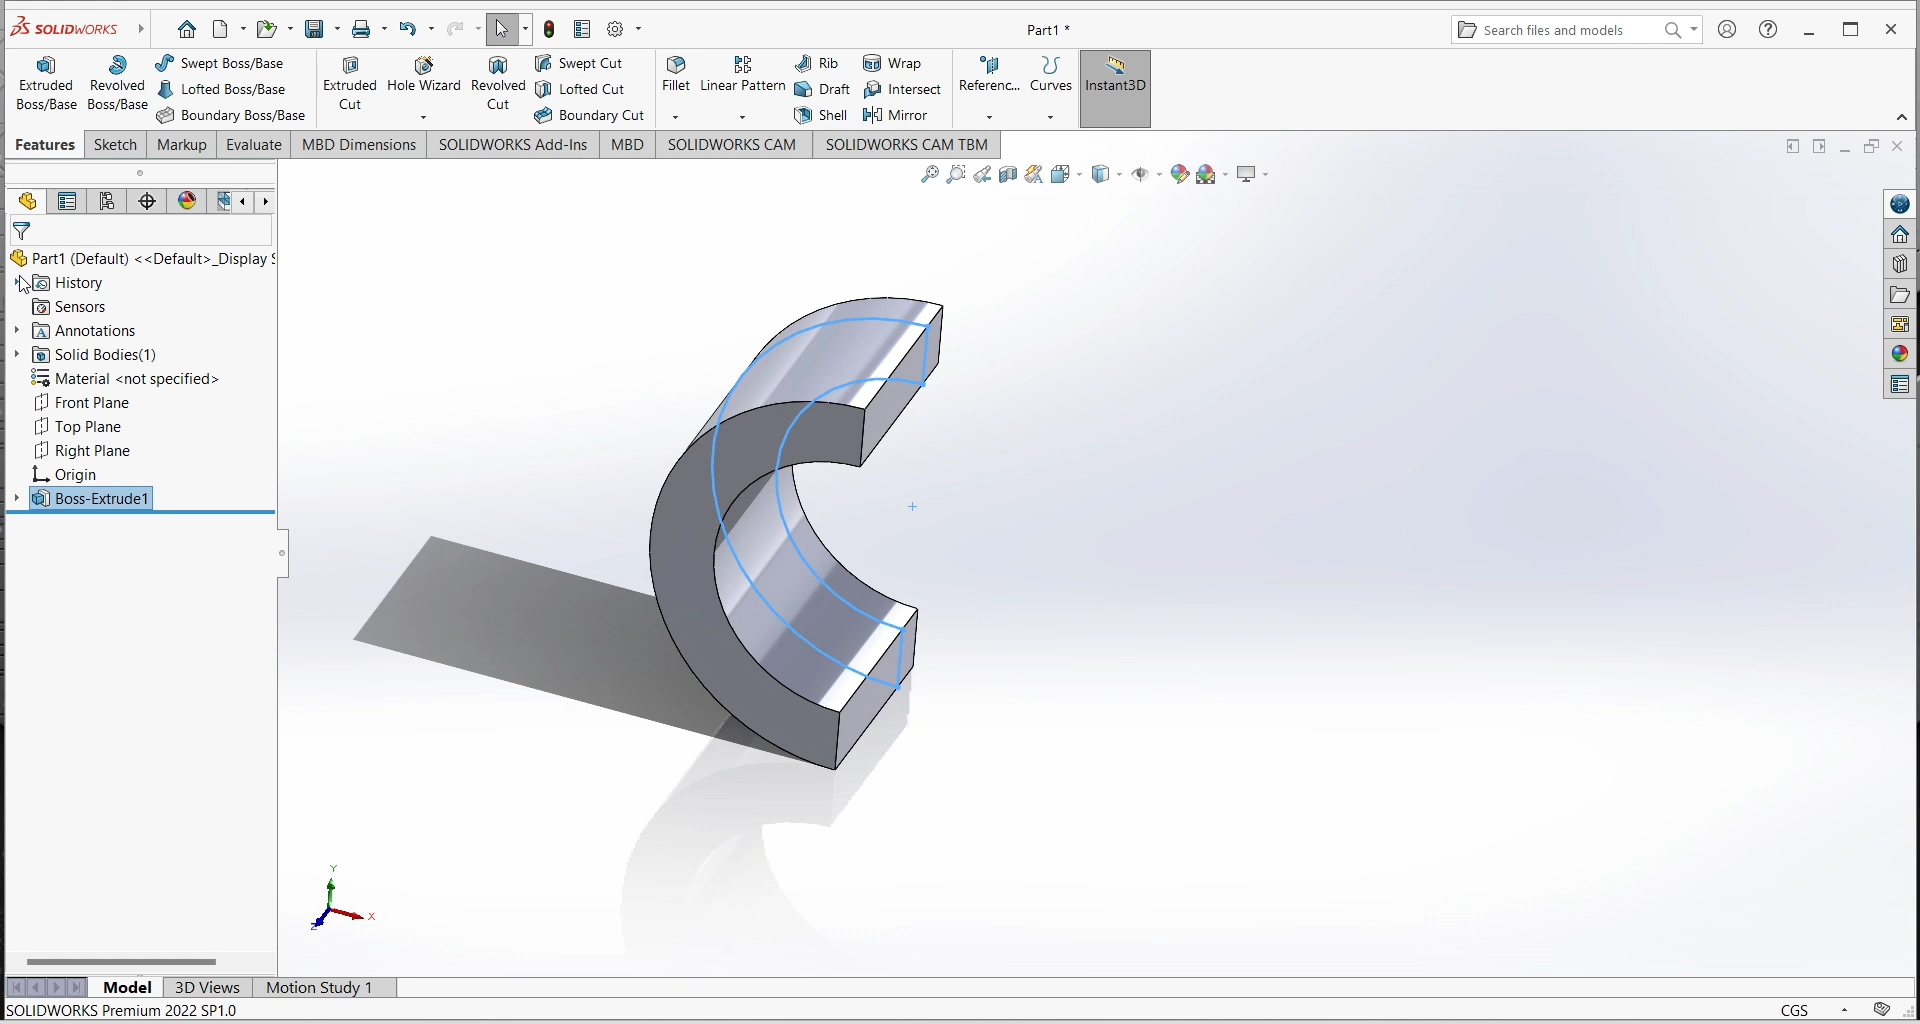 SOLIDWORKS
Part1 *
Search files and models
Extruded Boss/Base
Revolved Boss/Base
Swept Boss/Base
Lofted Boss/Base
Boundary Boss/Base
Extruded Cut
Hole Wizard
Revolved Cut
Swept Cut
Lofted Cut
Boundary Cut
Fillet
Linear Pattern
Rib
Draft
Shell
Wrap
Intersect
Mirror
Referenc...
Curves
Instant3D
Features
Sketch
Markup
Evaluate
MBD Dimensions
SOLIDWORKS Add-Ins
MBD
SOLIDWORKS CAM
SOLIDWORKS CAM TBM
Part1 (Default) <<Default>_Display S
History
Sensors
Annotations
Solid Bodies(1)
Material <not specified>
Front Plane
Top Plane
Right Plane
Origin
Boss-Extrude1
Y
X
Z
Model
3D Views
Motion Study 1
SOLIDWORKS Premium 2022 SP1.0
CGS